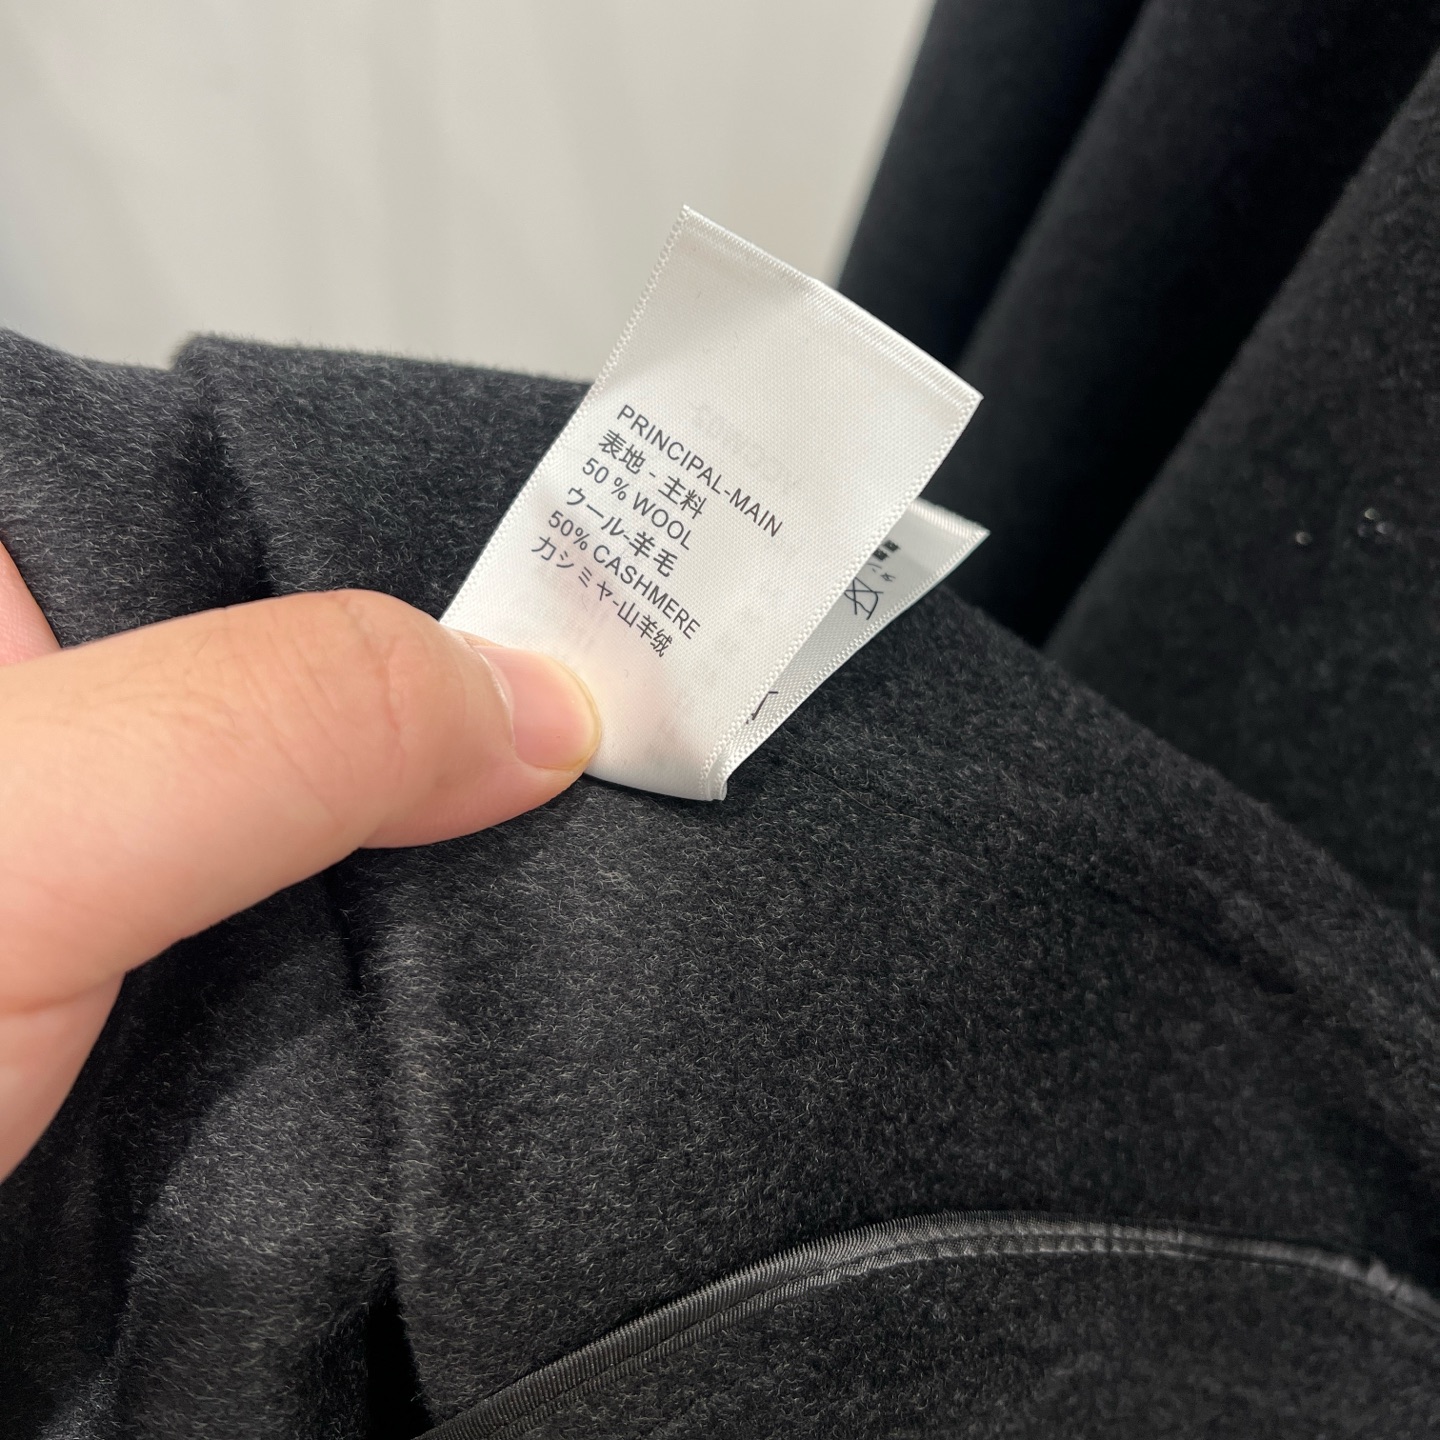 PRINCIPAL-MAIN
表地 - 主料
50 % WOOL
ウール-羊毛
50% CASHMERE
カシミヤ-山羊绒